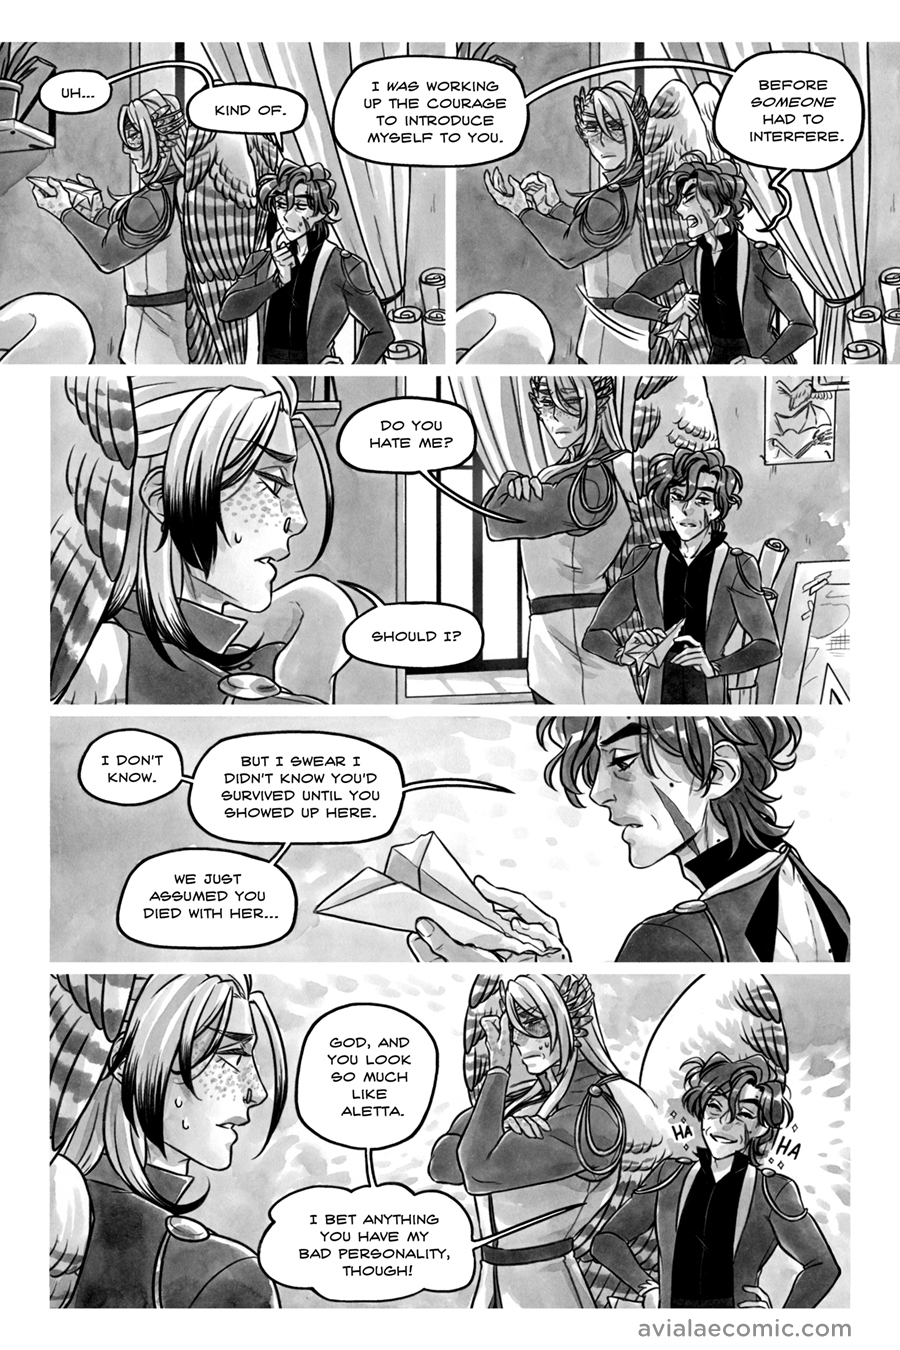 UH...
KIND OF.
I WAS WORKING
UP THE COURAGE
TO INTRODUCE
MYSELF TO YOU.
BEFORE
SOMEONE
HAD TO
INTERFERE.
DO YOU
HATE ME?
SHOULD I?
I DON'T
KNOW.
BUT I SWEAR I
DIDN'T KNOW YOU'D
SURVIVED UNTIL YOU
SHOWED UP HERE.
WE JUST
ASSUMED YOU
DIED WITH HER...
GOD, AND
YOU LOOK
SO MUCH
LIKE
ALETTA.
HA
HA
I BET ANYTHING
YOU HAVE MY
BAD PERSONALITY,
THOUGH!
avialaecomic.com